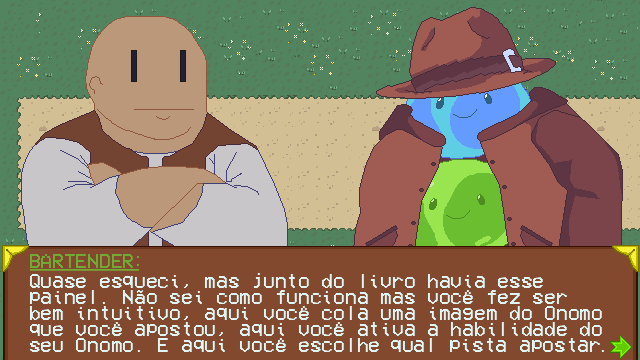 BARTENDER:
Quase esqueci, mas junto do livro havia esse
painel. Não sei como funciona mas você fez ser
bem intuitivo, aqui você cola uma imagem do Onomo
que você apostou, aqui você ativa a habilidade do
seu Onomo. E aqui você escolhe qual pista apostar.